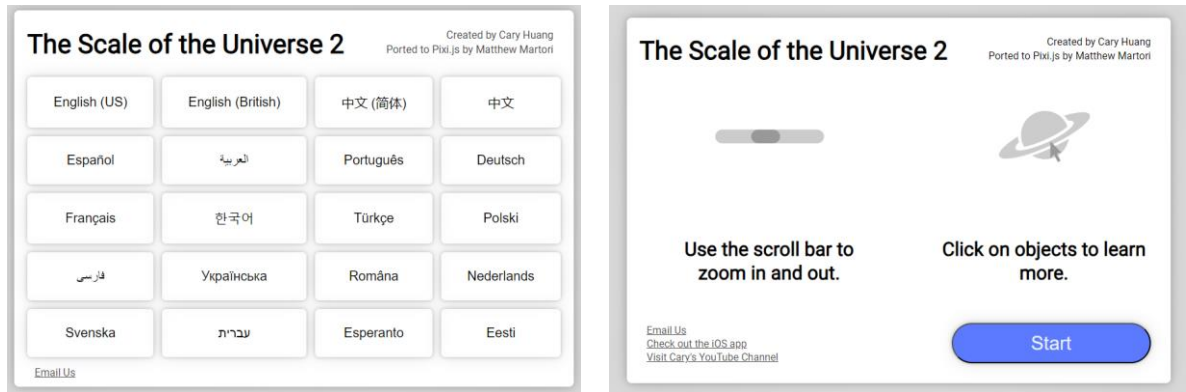 The Scale of the Universe 2
Created by Cary Huang
Ported to Pixi.js by Matthew Martori
English (US)
English (British)
中文 (简体)
中文
Español
العربية
Português
Deutsch
Français
한국어
Türkçe
Polski
فارسی
Українська
Româna
Nederlands
Svenska
עברית
Esperanto
Eesti
Email Us
The Scale of the Universe 2
Created by Cary Huang
Ported to Pixi.js by Matthew Martori
Use the scroll bar to
zoom in and out.
Click on objects to learn
more.
Email Us
Check out the iOS app
Visit Cary's YouTube Channel
Start